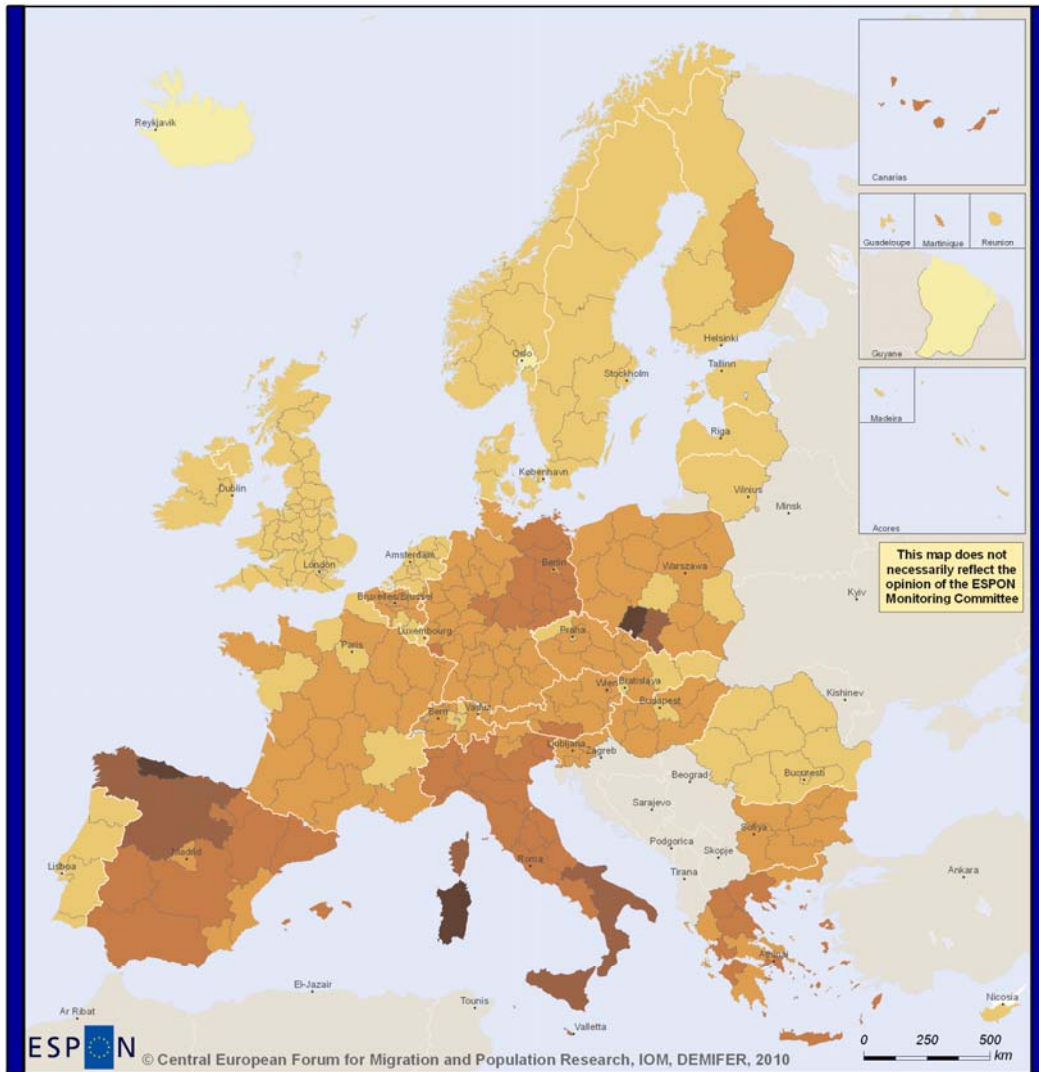 Reykjavik
Canarias
Guadeloupe
Martinique
Réunion
Guyane
Oslo
Helsinki
Tallinn
Stockholm
Madeira
Riga
København
Dublin
Vilnius
Minsk
Acores
London
Amsterdam
Berlin
Warszawa
This map does not
necessarily reflect the
opinion of the ESPON
Monitoring Committee
Bruxelles/Brussel
Kyiv
Luxembourg
Praha
Paris
Wien
Bratislava
Kishinev
Bern
Vaduz
Budapest
Ljubljana
Zagreb
Beograd
Bucuresti
Sarajevo
Sofiya
Podgorica
Skopje
Madrid
Roma
Tirana
Lisboa
Ankara
Athinai
El-Jazair
Tounis
Nicosia
Ar Ribat
Valletta
ESPON
© Central European Forum for Migration and Population Research, IOM, DEMIFER, 2010
0 250 500
km